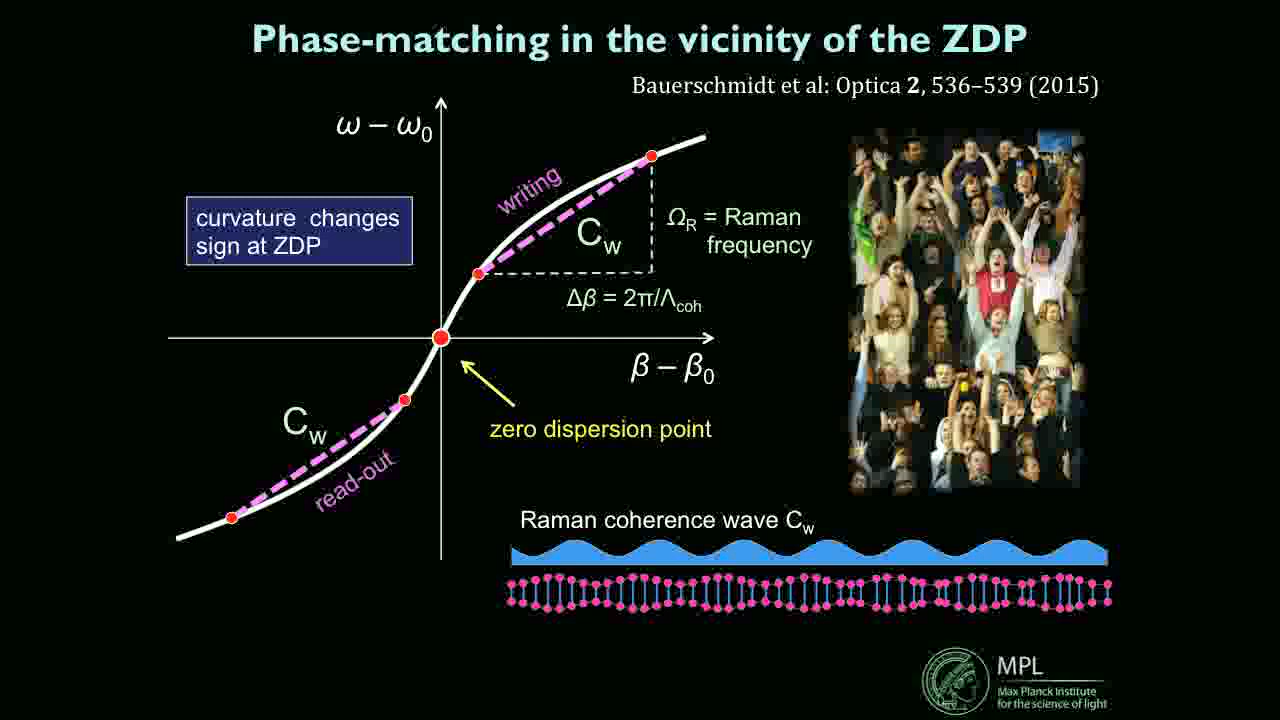 Phase-matching in the vicinity of the ZDP
Bauerschmidt et al: Optica 2, 536–539 (2015)
ω – ω₀
writing
curvature changes
sign at ZDP
C_w
Ω_R = Raman
frequency
Δβ = 2π/Λ_coh
β – β₀
C_w
zero dispersion point
read-out
Raman coherence wave C_w
MPL
Max Planck Institute
for the science of light